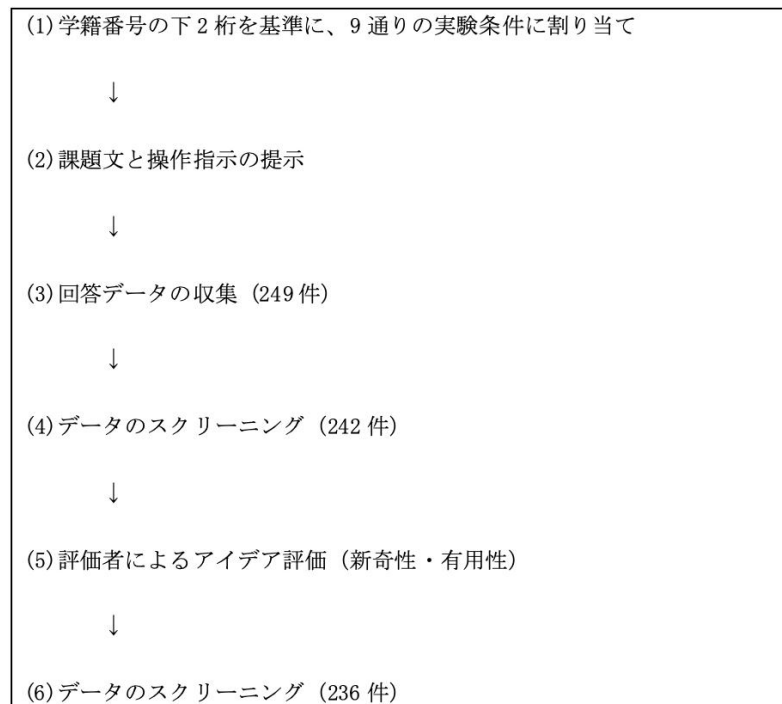 (1)学籍番号の下2桁を基準に、9通りの実験条件に割り当て
↓
(2)課題文と操作指示の提示
↓
(3)回答データの収集（249件）
↓
(4)データのスクリーニング（242件）
↓
(5)評価者によるアイデア評価（新奇性・有用性）
↓
(6)データのスクリーニング（236件）